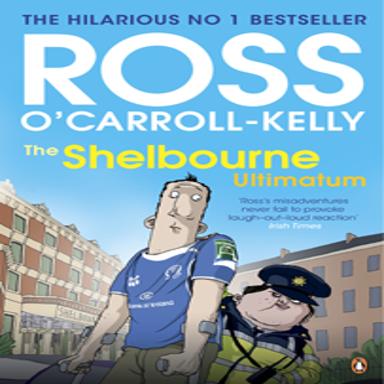 THE HILARIOUS NO 1 BESTSELLER
ROSS
O'CARROLL-KELLY
The Shelbourne
Ultimatum
'Ross's misadventures
never fail to provoke
laugh-out-loud reaction'
Irish Times